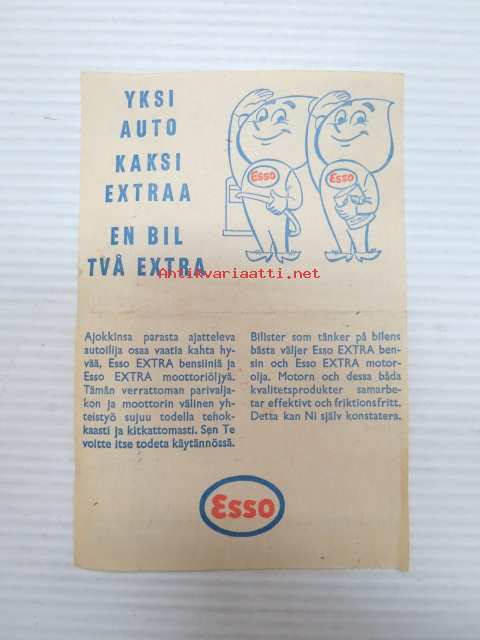 YKSI
AUTO
KAKSI
EXTRAA
EN BIL
TVÅ EXTRA
Esso
Esso
Antikvariaatti.net
Ajokkinsa parasta ajatteleva
autoilija osaa vaatia kahta hy-
vää, Esso EXTRA bensiiniä ja
Esso EXTRA moottoriöljyä.
Tämän verrattoman parivalja-
kon ja moottorin välinen yh-
teistyö sujuu todella tehok-
kaasti ja kitkattomasti. Sen Te
voitte itse todeta käytännössä.
Bilister som tänker på bilens
bästa väljer Esso EXTRA ben-
sin och Esso EXTRA motor-
olja. Motorn och dessa båda
kvalitetsprodukter samarbe-
tar effektivt och friktionsfritt.
Detta kan Ni själv konstatera.
Esso